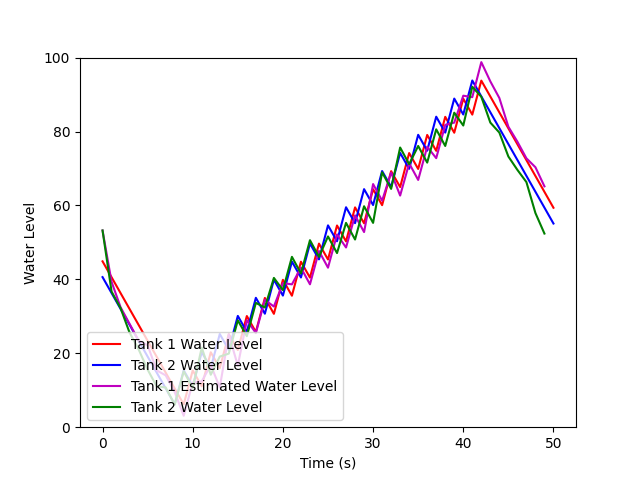 100
80
60
40
20
0
Water Level
Tank 1 Water Level
Tank 2 Water Level
Tank 1 Estimated Water Level
Tank 2 Water Level
0 10 20 30 40 50
Time (s)